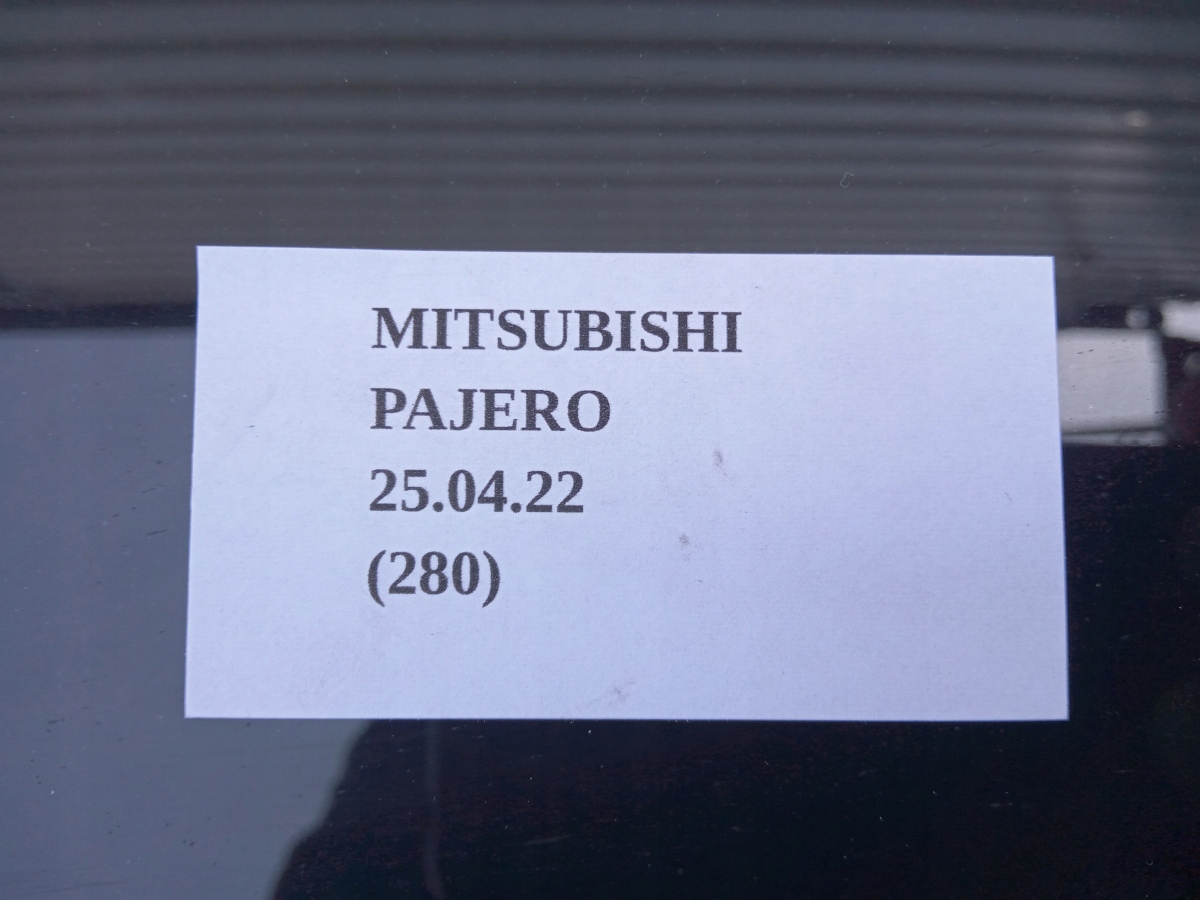 MITSUBISHI
PAJERO
25.04.22
(280)